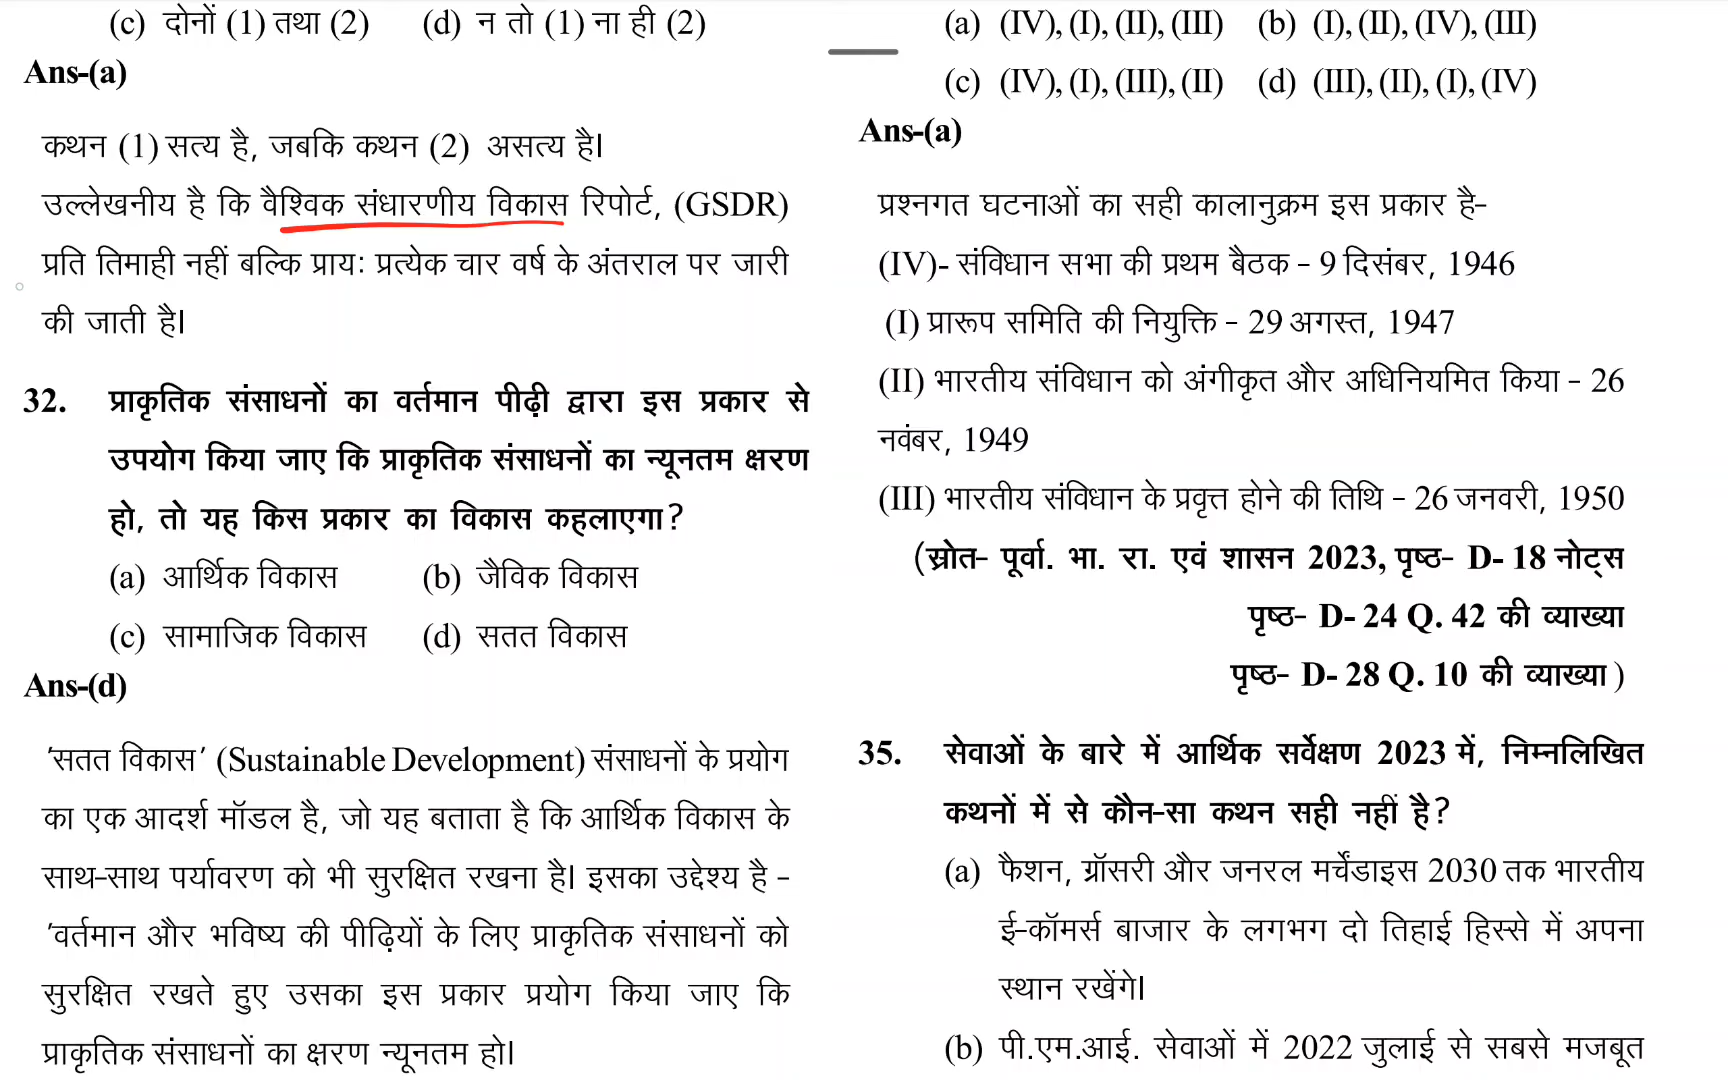 (c) दोनों (1) तथा (2) (d) न तो (1) ना ही (2)
Ans-(a)
कथन (1) सत्य है, जबकि कथन (2) असत्य है।
उल्लेखनीय है कि वैश्विक संधारणीय विकास रिपोर्ट, (GSDR)
प्रति तिमाही नहीं बल्कि प्रायः प्रत्येक चार वर्ष के अंतराल पर जारी
की जाती है।
32. प्राकृतिक संसाधनों का वर्तमान पीढ़ी द्वारा इस प्रकार से
उपयोग किया जाए कि प्राकृतिक संसाधनों का न्यूनतम क्षरण
हो, तो यह किस प्रकार का विकास कहलाएगा?
(a) आर्थिक विकास (b) जैविक विकास
(c) सामाजिक विकास (d) सतत विकास
Ans-(d)
'सतत विकास' (Sustainable Development) संसाधनों के प्रयोग
का एक आदर्श मॉडल है, जो यह बताता है कि आर्थिक विकास के
साथ-साथ पर्यावरण को भी सुरक्षित रखना है। इसका उद्देश्य है -
'वर्तमान और भविष्य की पीढ़ियों के लिए प्राकृतिक संसाधनों को
सुरक्षित रखते हुए उसका इस प्रकार प्रयोग किया जाए कि
प्राकृतिक संसाधनों का क्षरण न्यूनतम हो।
(a) (IV), (I), (II), (III) (b) (I), (II), (IV), (III)
(c) (IV), (I), (III), (II) (d) (III), (II), (I), (IV)
Ans-(a)
प्रश्नगत घटनाओं का सही कालानुक्रम इस प्रकार है-
(IV)- संविधान सभा की प्रथम बैठक - 9 दिसंबर, 1946
(I) प्रारूप समिति की नियुक्ति - 29 अगस्त, 1947
(II) भारतीय संविधान को अंगीकृत और अधिनियमित किया - 26
नवंबर, 1949
(III) भारतीय संविधान के प्रवृत्त होने की तिथि - 26 जनवरी, 1950
(स्रोत- पूर्वा. भा. रा. एवं शासन 2023, पृष्ठ- D- 18 नोट्स
पृष्ठ- D- 24 Q. 42 की व्याख्या
पृष्ठ- D- 28 Q. 10 की व्याख्या )
35. सेवाओं के बारे में आर्थिक सर्वेक्षण 2023 में, निम्नलिखित
कथनों में से कौन-सा कथन सही नहीं है?
(a) फैशन, ग्रॉसरी और जनरल मर्चेंडाइस 2030 तक भारतीय
ई-कॉमर्स बाजार के लगभग दो तिहाई हिस्से में अपना
स्थान रखेंगे।
(b) पी.एम.आई. सेवाओं में 2022 जुलाई से सबसे मजबूत